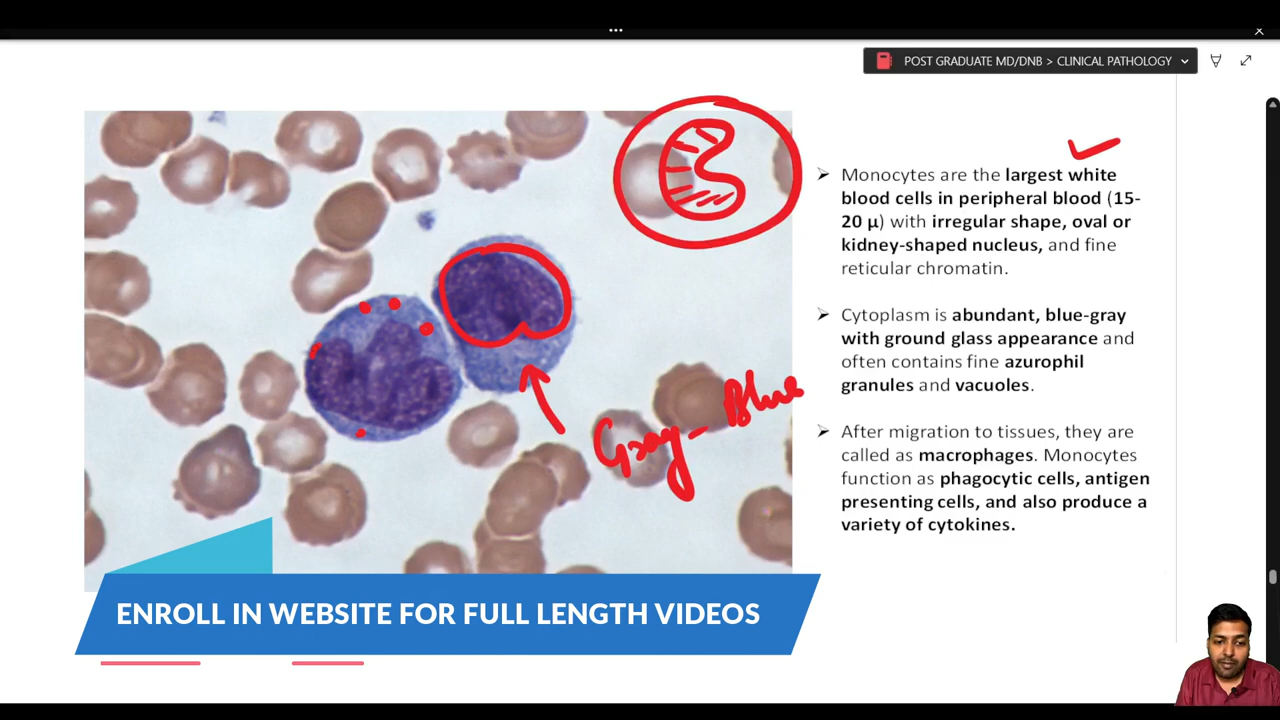 POST GRADUATE MD/DNB > CLINICAL PATHOLOGY
Monocytes are the largest white
blood cells in peripheral blood (15-
20 µ) with irregular shape, oval or
kidney-shaped nucleus, and fine
reticular chromatin.
Cytoplasm is abundant, blue-gray
with ground glass appearance and
often contains fine azurophil
granules and vacuoles.
After migration to tissues, they are
called as macrophages. Monocytes
function as phagocytic cells, antigen
presenting cells, and also produce a
variety of cytokines.
Gray-Blue
ENROLL IN WEBSITE FOR FULL LENGTH VIDEOS